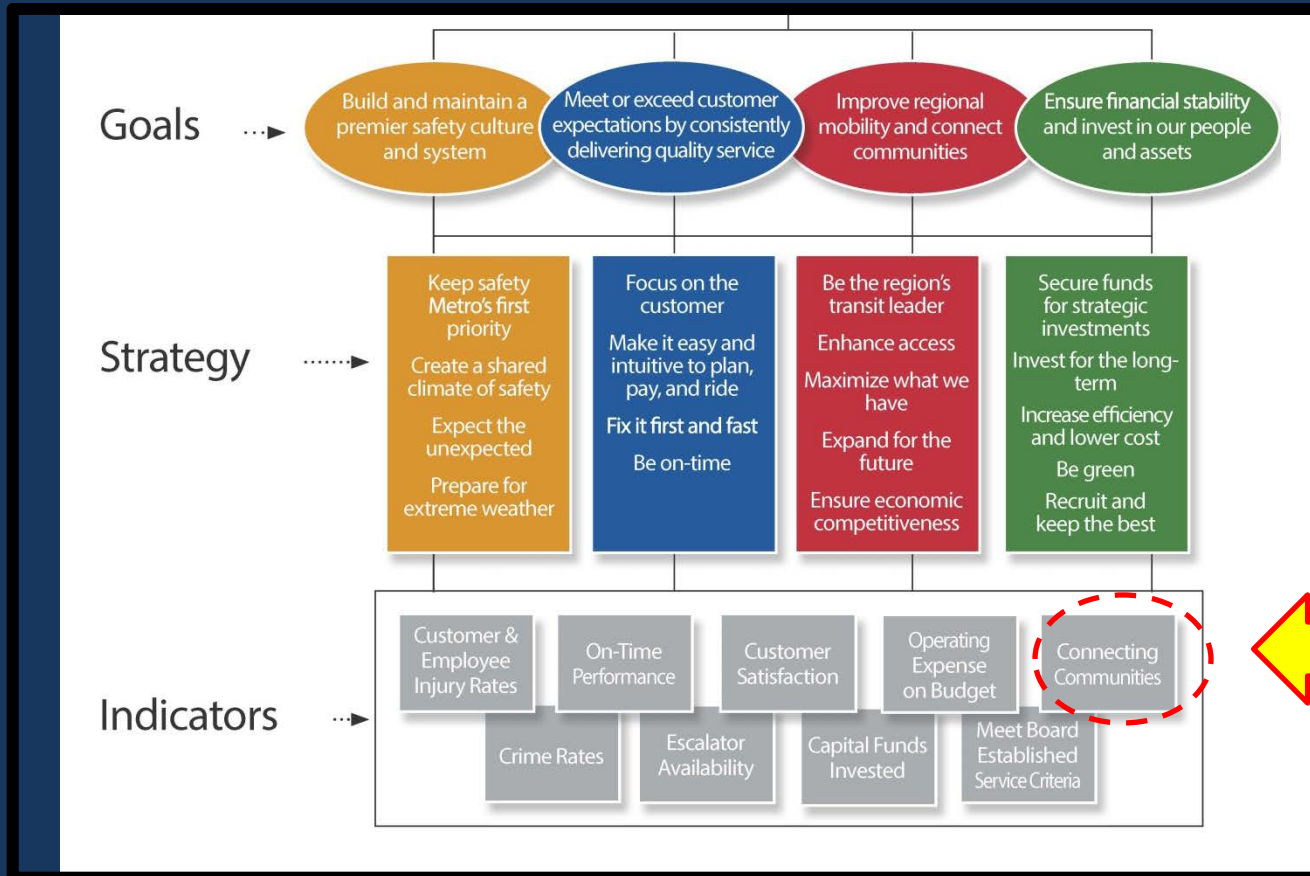 Goals
Build and maintain a
premier safety culture
and system
Meet or exceed customer
expectations by consistently
delivering quality service
Improve regional
mobility and connect
communities
Ensure financial stability
and invest in our people
and assets
Strategy
Keep safety
Metro's first
priority
Create a shared
climate of safety
Expect the
unexpected
Prepare for
extreme weather
Focus on the
customer
Make it easy and
intuitive to plan,
pay, and ride
Fix it first and fast
Be on-time
Be the region's
transit leader
Enhance access
Maximize what we
have
Expand for the
future
Ensure economic
competitiveness
Secure funds
for strategic
investments
Invest for the long-
term
Increase efficiency
and lower cost
Be green
Recruit and
keep the best
Indicators
Customer &
Employee
Injury Rates
On-Time
Performance
Customer
Satisfaction
Operating
Expense
on Budget
Connecting
Communities
Crime Rates
Escalator
Availability
Capital Funds
Invested
Meet Board
Established
Service Criteria